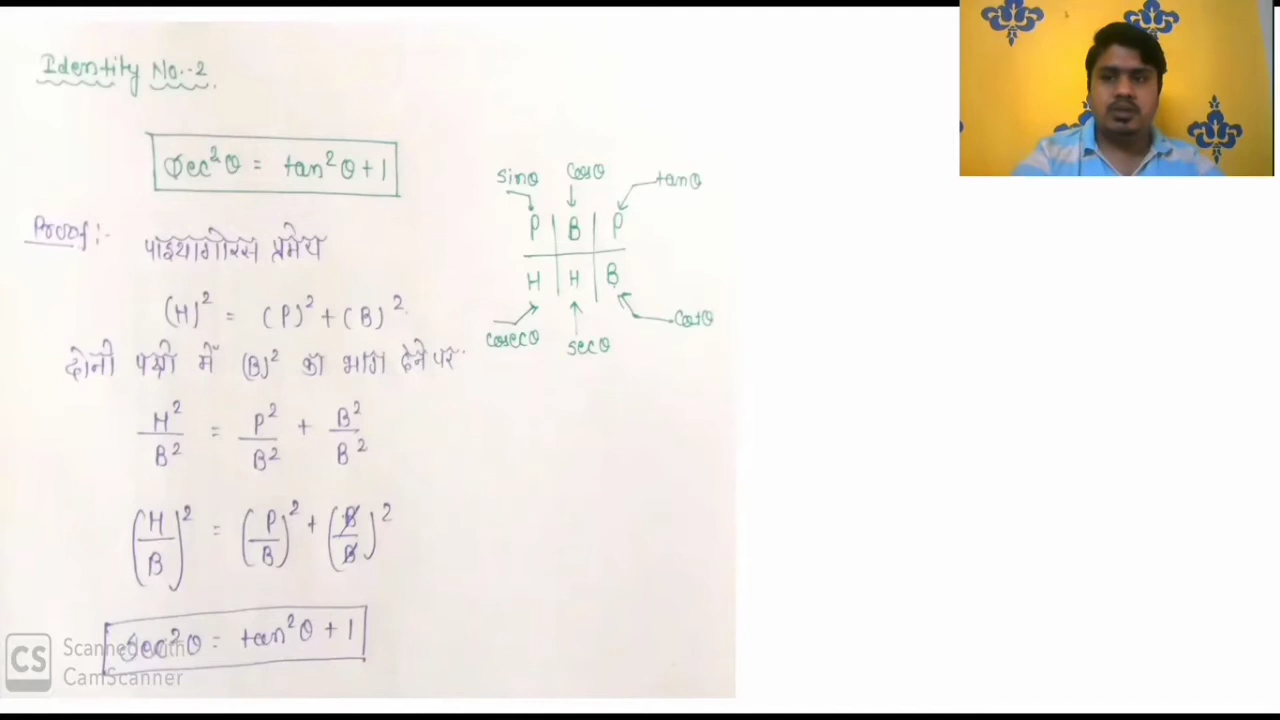 Identity No.-2
sec²θ = tan²θ+1
Proof:-
पाइथागोरस प्रमेय
(H)² = (P)² + (B)²
दोनों पक्षों में (B)² का भाग देने पर
H²/B² = P²/B² + B²/B²
(H/B)² = (P/B)² + (B/B)²
sec²θ = tan²θ + 1
sinθ cosθ tanθ
P B P
H H B
cosecθ secθ cotθ
CS Scanned with
CamScanner